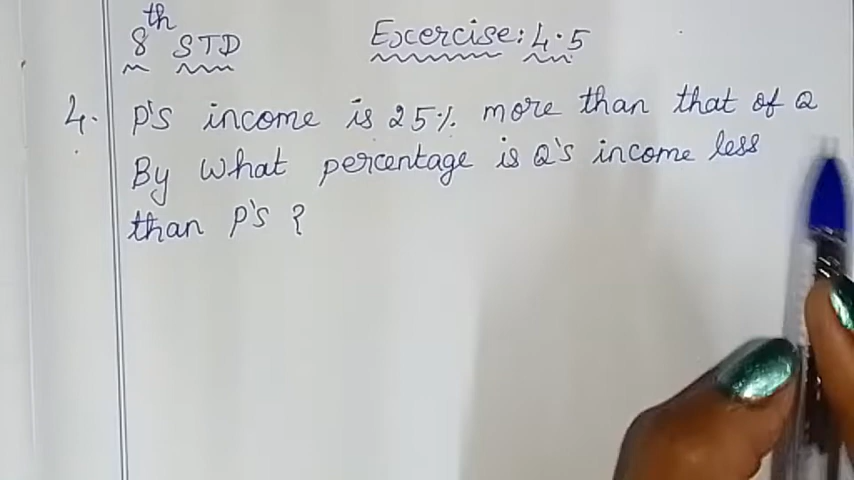 8th STD Excercise: 4.5
4. P's income is 25% more than that of Q
By what percentage is Q's income less
than P's ?